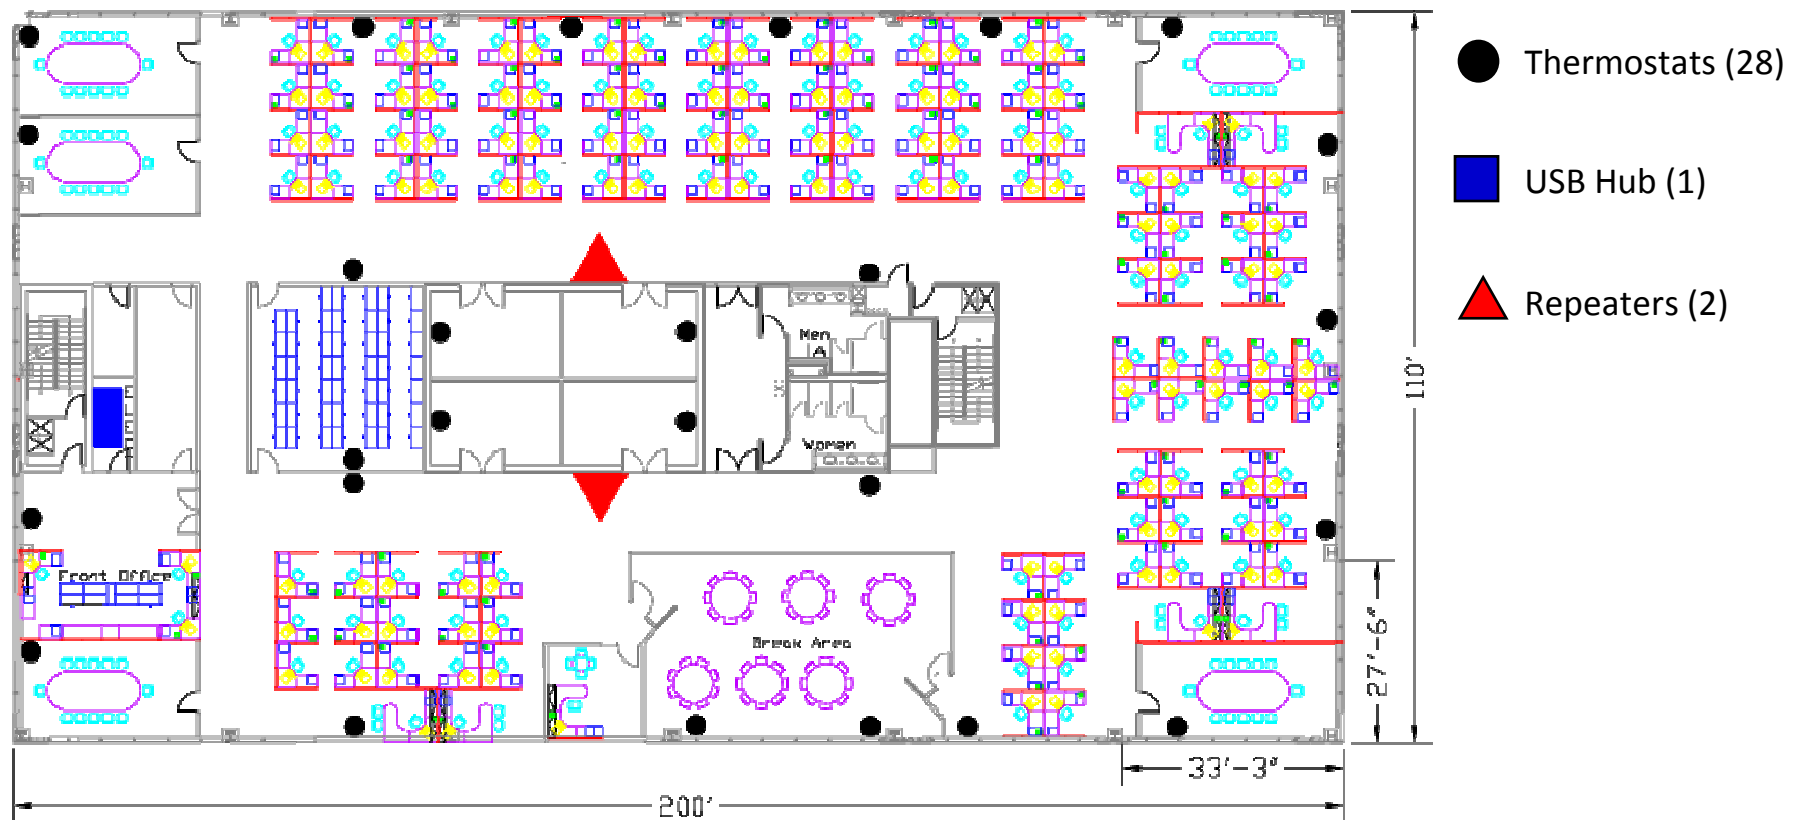 Thermostats (28)
USB Hub (1)
Repeaters (2)
Men
Women
110'
Front Office
Break Area
27'-6"
33'-3"
200'